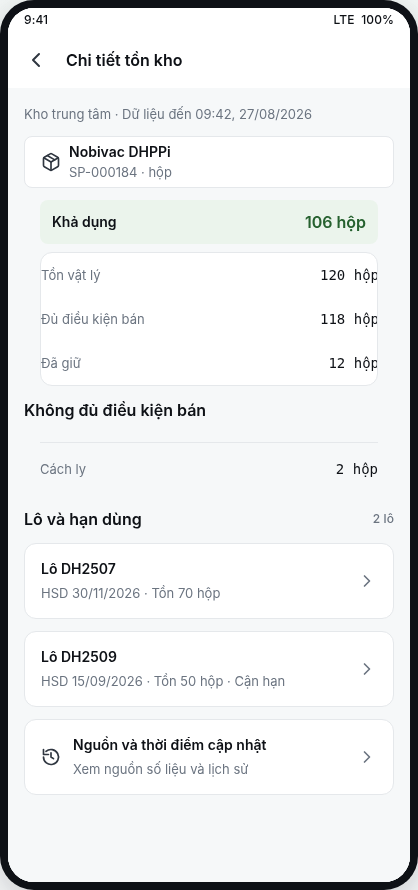 9:41 LTE 100%
Chi tiết tồn kho
Kho trung tâm · Dữ liệu đến 09:42, 27/08/2026
Nobivac DHPPi
SP-000184 · hộp
Khả dụng 106 hộp
Tồn vật lý 120 hộp
Đủ điều kiện bán 118 hộp
Đã giữ 12 hộp
Không đủ điều kiện bán
Cách ly 2 hộp
Lô và hạn dùng 2 lô
Lô DH2507
HSD 30/11/2026 · Tồn 70 hộp
Lô DH2509
HSD 15/09/2026 · Tồn 50 hộp · Cận hạn
Nguồn và thời điểm cập nhật
Xem nguồn số liệu và lịch sử